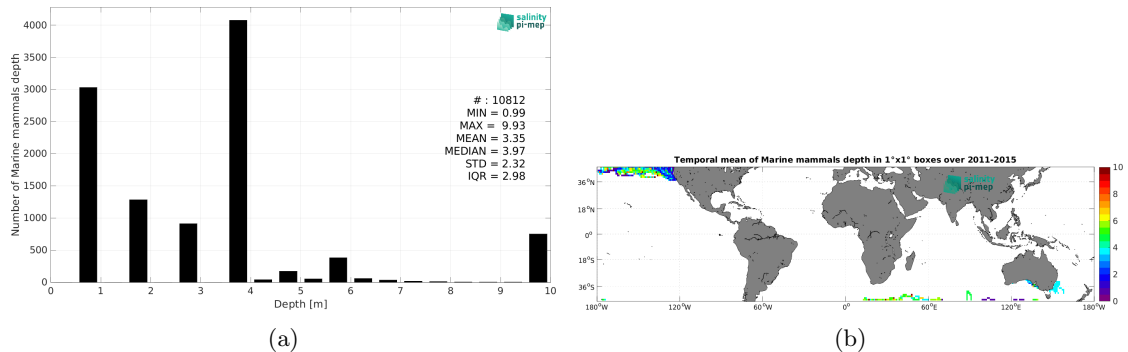 salinity
pi-mep
Number of Marine mammals depth
4000
3500
3000
2500
2000
1500
1000
500
0
# : 10812
MIN = 0.99
MAX = 9.93
MEAN = 3.35
MEDIAN = 3.97
STD = 2.32
IQR = 2.98
0 1 2 3 4 5 6 7 8 9 10
Depth [m]
(a)
Temporal mean of Marine mammals depth in 1°x1° boxes over 2011-2015
salinity
pi-mep
36°N
18°N
0°
18°S
36°S
180°W 120°W 60°W 0° 60°E 120°E 180°W
10
8
6
4
2
0
(b)